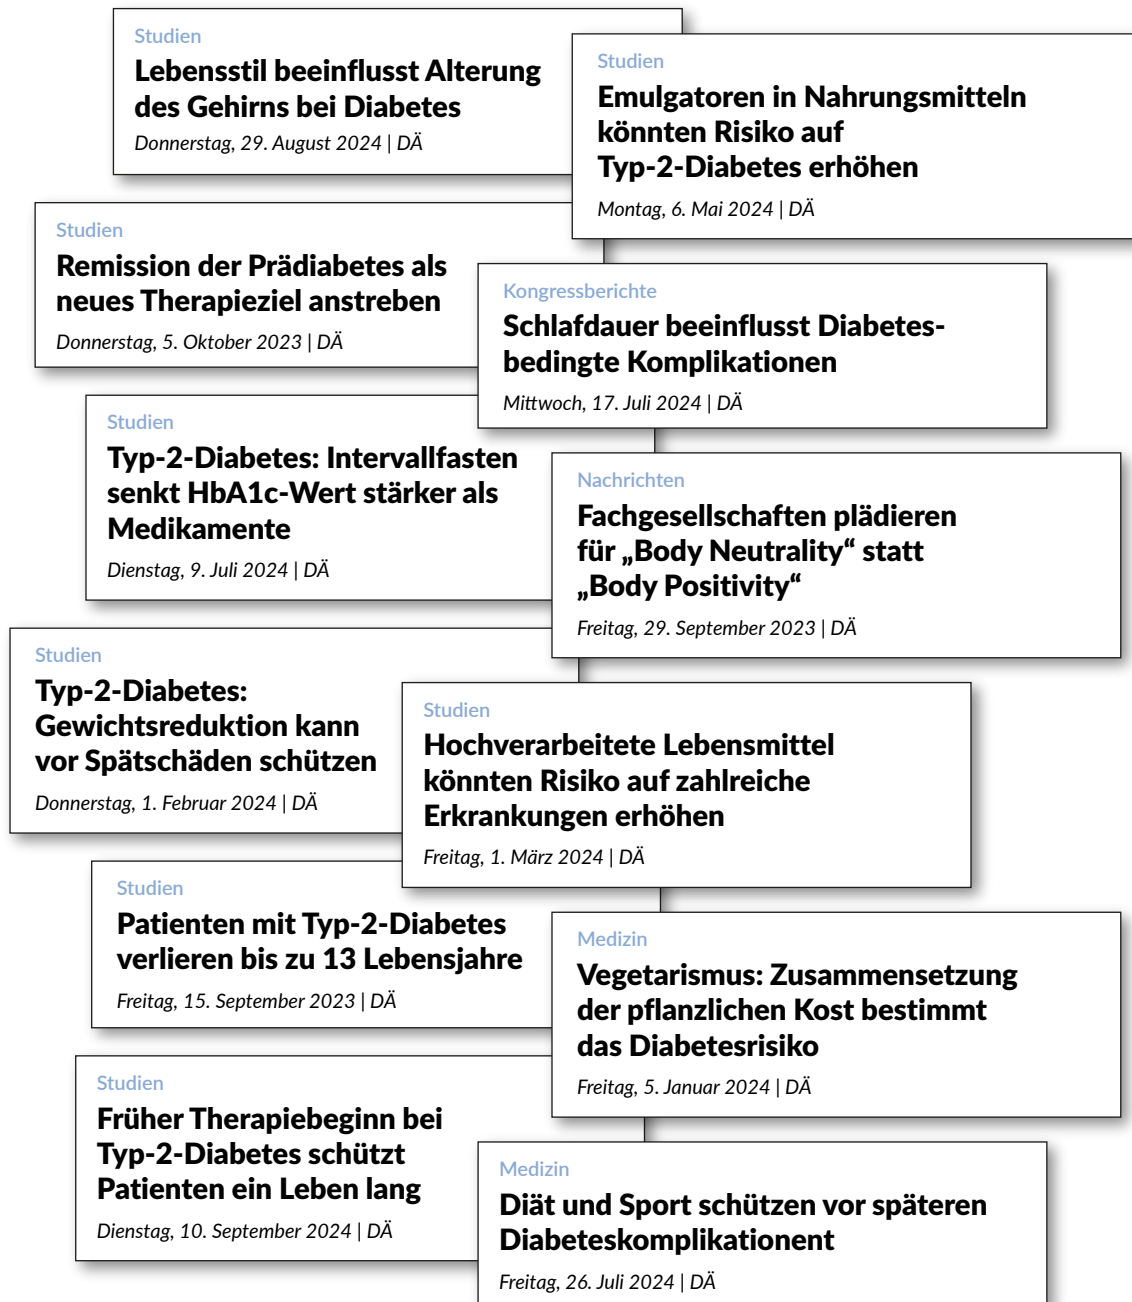 Studien
Lebensstil beeinflusst Alterung
des Gehirns bei Diabetes
Donnerstag, 29. August 2024 | DÄ
Studien
Emulgatoren in Nahrungsmitteln
könnten Risiko auf
Typ-2-Diabetes erhöhen
Montag, 6. Mai 2024 | DÄ
Studien
Remission der Prädiabetes als
neues Therapieziel anstreben
Donnerstag, 5. Oktober 2023 | DÄ
Kongressberichte
Schlafdauer beeinflusst Diabetes-
bedingte Komplikationen
Mittwoch, 17. Juli 2024 | DÄ
Studien
Typ-2-Diabetes: Intervallfasten
senkt HbA1c-Wert stärker als
Medikamente
Dienstag, 9. Juli 2024 | DÄ
Nachrichten
Fachgesellschaften plädieren
für „Body Neutrality“ statt
„Body Positivity“
Freitag, 29. September 2023 | DÄ
Studien
Typ-2-Diabetes:
Gewichtsreduktion kann
vor Spätschäden schützen
Donnerstag, 1. Februar 2024 | DÄ
Studien
Hochverarbeitete Lebensmittel
könnten Risiko auf zahlreiche
Erkrankungen erhöhen
Freitag, 1. März 2024 | DÄ
Studien
Patienten mit Typ-2-Diabetes
verlieren bis zu 13 Lebensjahre
Freitag, 15. September 2023 | DÄ
Medizin
Vegetarismus: Zusammensetzung
der pflanzlichen Kost bestimmt
das Diabetesrisiko
Freitag, 5. Januar 2024 | DÄ
Studien
Früher Therapiebeginn bei
Typ-2-Diabetes schützt
Patienten ein Leben lang
Dienstag, 10. September 2024 | DÄ
Medizin
Diät und Sport schützen vor späteren
Diabeteskomplikationent
Freitag, 26. Juli 2024 | DÄ